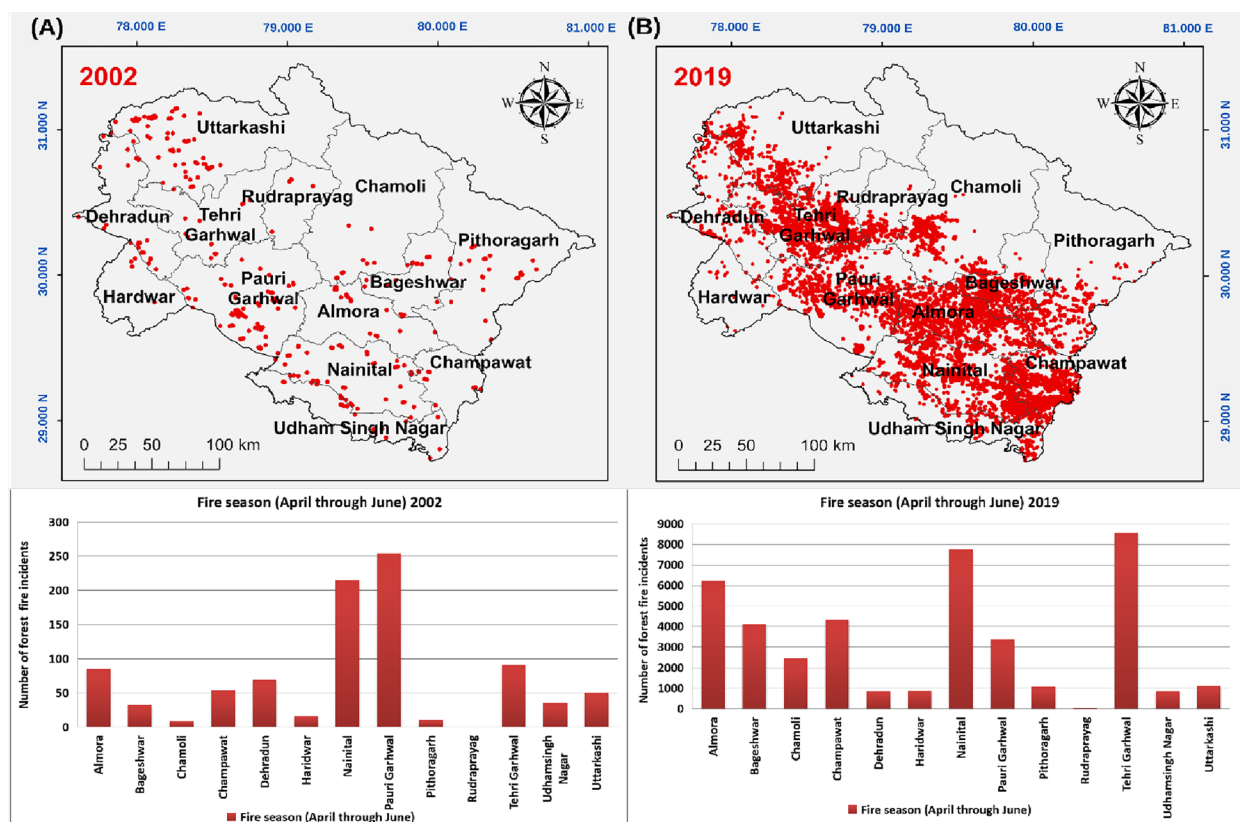 (A)
78.000 E 79.000 E 80.000 E 81.000 E
2002
N
W E
S
31.000 N
30.000 N
29.000 N
Uttarkashi
Chamoli
Rudraprayag
Dehradun
Tehri
Garhwal
Pithoragarh
Hardwar
Pauri
Garhwal
Bageshwar
Almora
Champawat
Nainital
Udham Singh Nagar
0 25 50 100 km
(B)
78.000 E 79.000 E 80.000 E 81.000 E
2019
N
W E
S
31.000 N
30.000 N
29.000 N
Uttarkashi
Chamoli
Rudraprayag
Dehradun
Tehri
Garhwal
Pithoragarh
Hardwar
Pauri
Garhwal
Bageshwar
Almora
Champawat
Nainital
Udham Singh Nagar
0 25 50 100 km
Fire season (April through June) 2002
Number of forest fire incidents
300
250
200
150
100
50
0
Almora
Bageshwar
Chamoli
Champawat
Dehradun
Haridwar
Nainital
Pauri Garhwal
Pithoragarh
Rudraprayag
Tehri Garhwal
Udhamsingh
Nagar
Uttarkashi
Fire season (April through June)
Fire season (April through June) 2019
Number of forest fire incidents
9000
8000
7000
6000
5000
4000
3000
2000
1000
0
Almora
Bageshwar
Chamoli
Champawat
Dehradun
Haridwar
Nainital
Pauri Garhwal
Pithoragarh
Rudraprayag
Tehri Garhwal
Udhamsingh Nagar
Uttarkashi
Fire season (April through June)